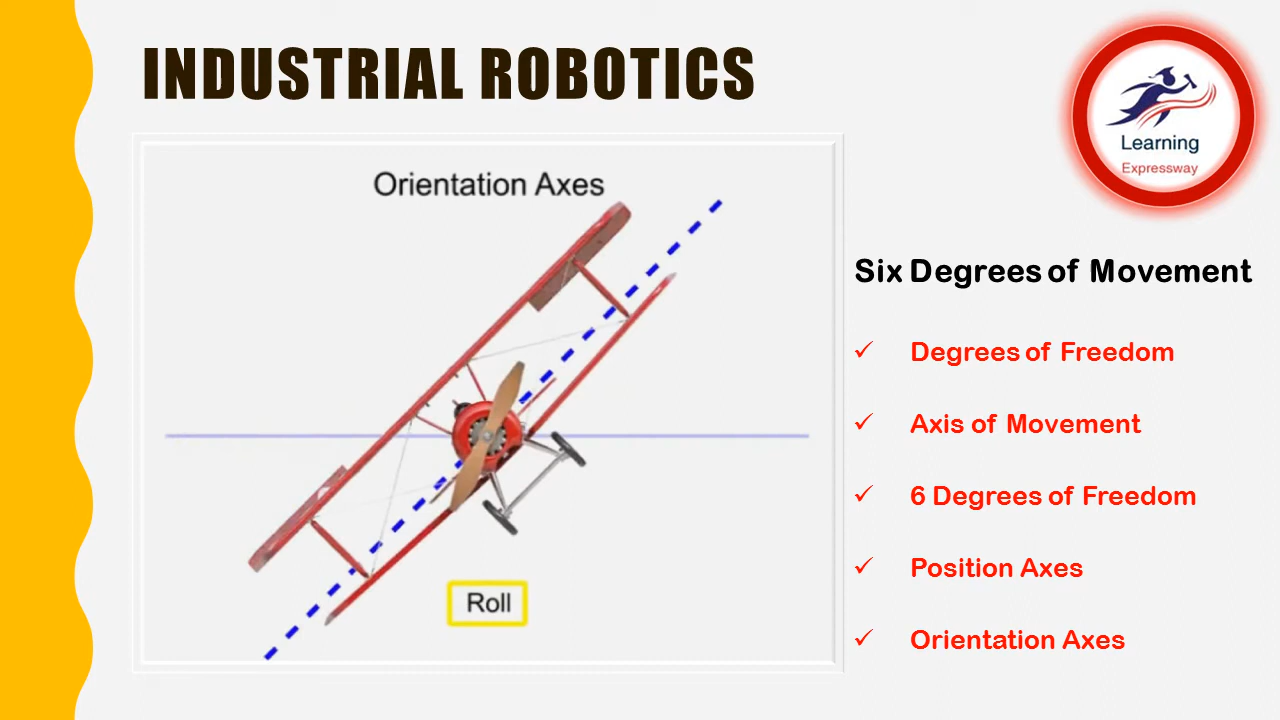 INDUSTRIAL ROBOTICS
Learning
Expressway
Orientation Axes
Roll
Six Degrees of Movement
Degrees of Freedom
Axis of Movement
6 Degrees of Freedom
Position Axes
Orientation Axes